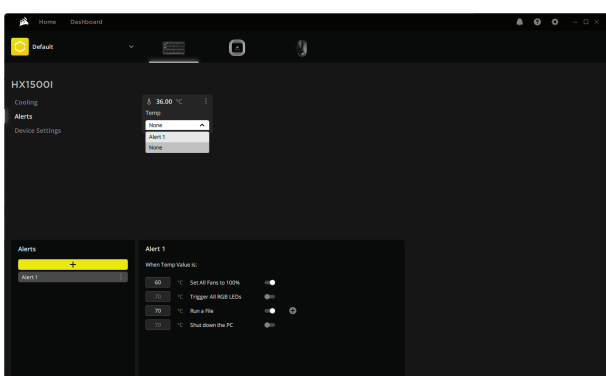 Home Dashboard
Default
HX1500I
Cooling
Alerts
Device Settings
36.00 °C
Temp
None
Alert 1
None
Alerts
+
Alert 1
Alert 1
When Temp Value is:
60 °C Set All Fans to 100%
70 °C Trigger All RGB LEDs
70 °C Run a File
70 °C Shut down the PC